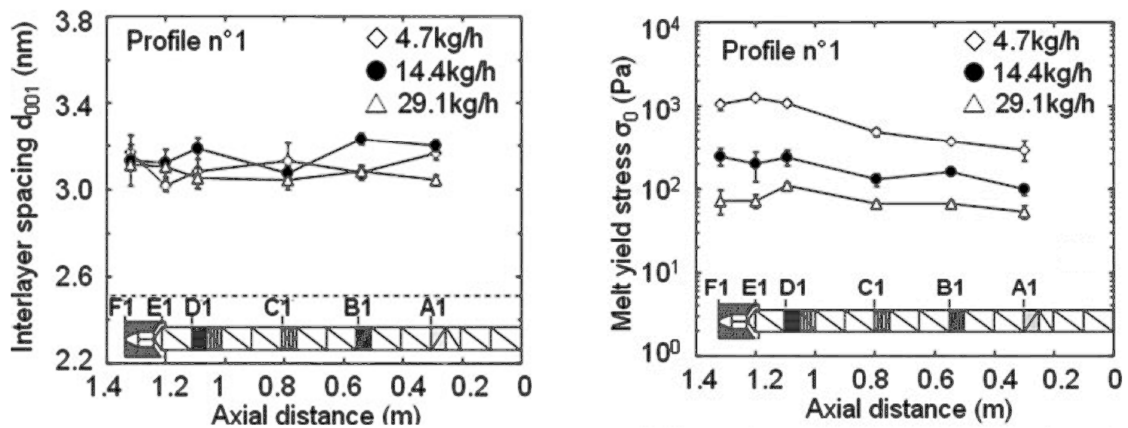 Interlayer spacing d001 (nm)
3.8
3.4
3.0
2.6
2.2
Profile n°1
4.7kg/h
14.4kg/h
29.1kg/h
F1 E1 D1 C1 B1 A1
1.4 1.2 1 0.8 0.6 0.4 0.2 0
Axial distance (m)
Melt yield stress σ0 (Pa)
10^5
10^4
10^3
10^2
10^1
10^0
Profile n°1
4.7kg/h
14.4kg/h
29.1kg/h
F1 E1 D1 C1 B1 A1
1.4 1.2 1 0.8 0.6 0.4 0.2 0
Axial distance (m)